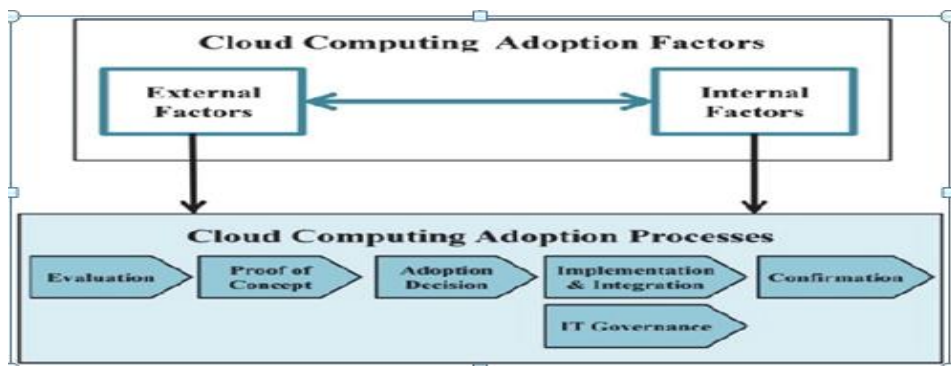 Cloud Computing Adoption Factors
External
Factors
Internal
Factors
Cloud Computing Adoption Processes
Evaluation
Proof of
Concept
Adoption
Decision
Implementation
& Integration
Confirmation
IT Governance